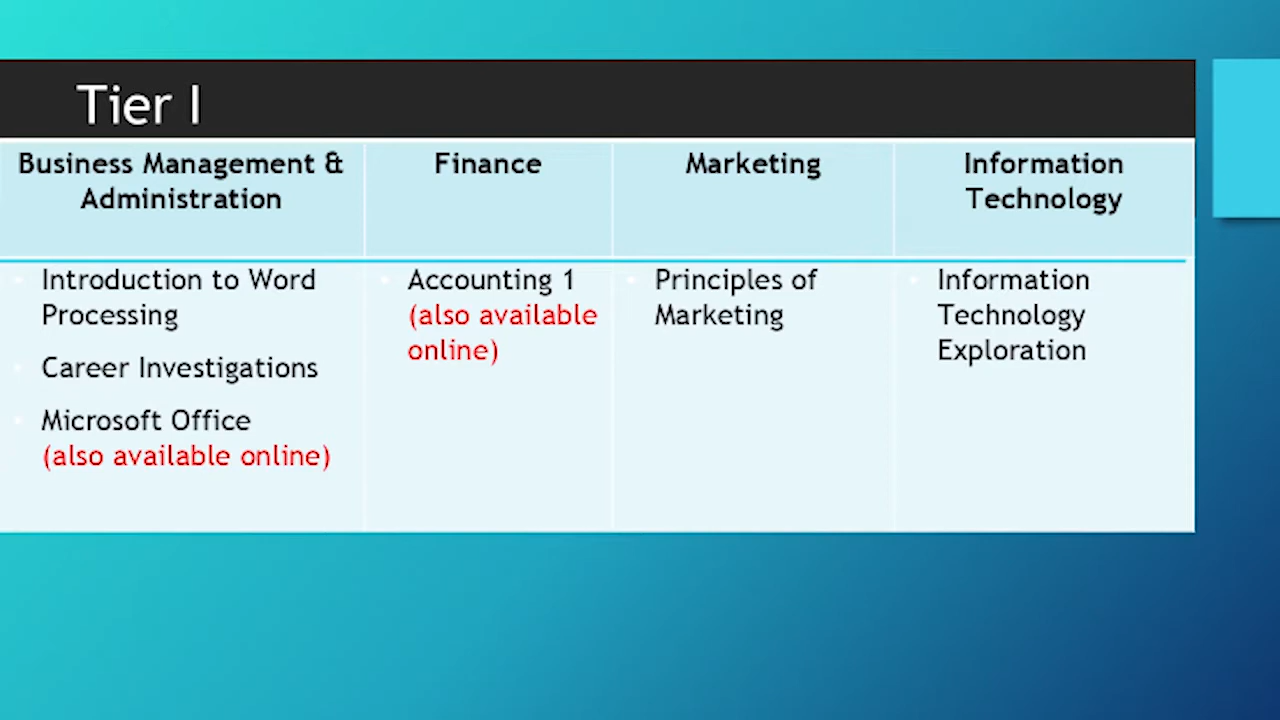 Tier I
Business Management &
Administration
Finance
Marketing
Information
Technology
Introduction to Word
Processing
Career Investigations
Microsoft Office
(also available online)
Accounting 1
(also available
online)
Principles of
Marketing
Information
Technology
Exploration